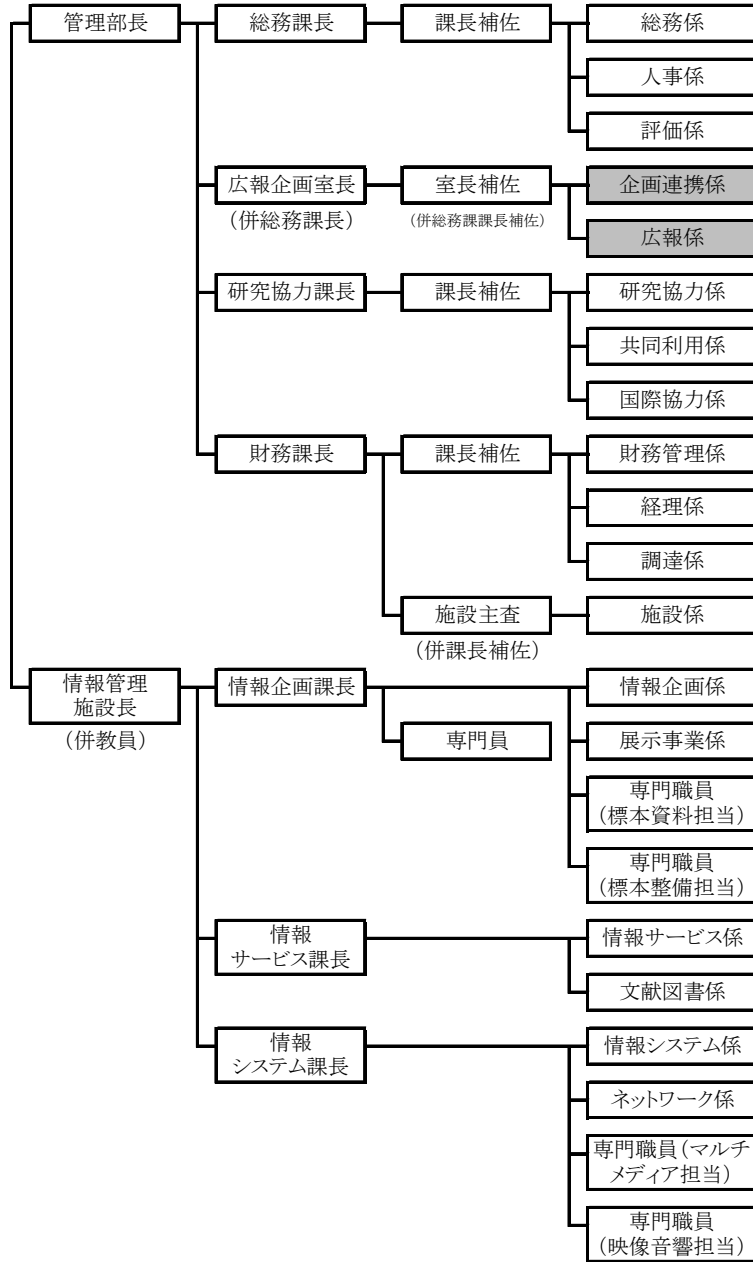 管理部長
総務課長
課長補佐
総務係
人事係
評価係
広報企画室長
(併総務課長)
室長補佐
(併総務課課長補佐)
企画連携係
広報係
研究協力課長
課長補佐
研究協力係
共同利用係
国際協力係
財務課長
課長補佐
財務管理係
経理係
調達係
施設主査
(併課長補佐)
施設係
情報管理
施設長
(併教員)
情報企画課長
専門員
情報企画係
展示事業係
専門職員
(標本資料担当)
専門職員
(標本整備担当)
情報
サービス課長
情報サービス係
文献図書係
情報
システム課長
情報システム係
ネットワーク係
専門職員(マルチ
メディア担当)
専門職員
(映像音響担当)